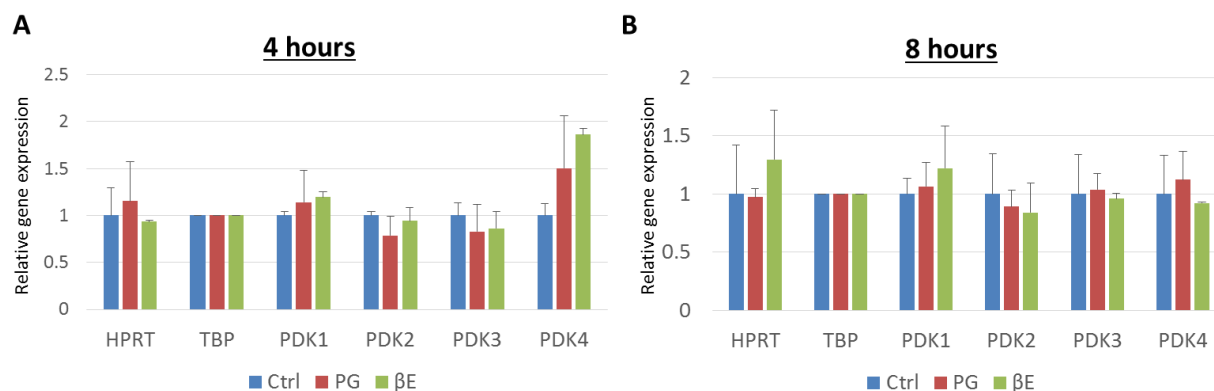 A
4 hours
Relative gene expression
2.5
2
1.5
1
0.5
0
HPRT TBP PDK1 PDK2 PDK3 PDK4
Ctrl PG βE
B
8 hours
Relative gene expression
2
1.5
1
0.5
0
HPRT TBP PDK1 PDK2 PDK3 PDK4
Ctrl PG βE